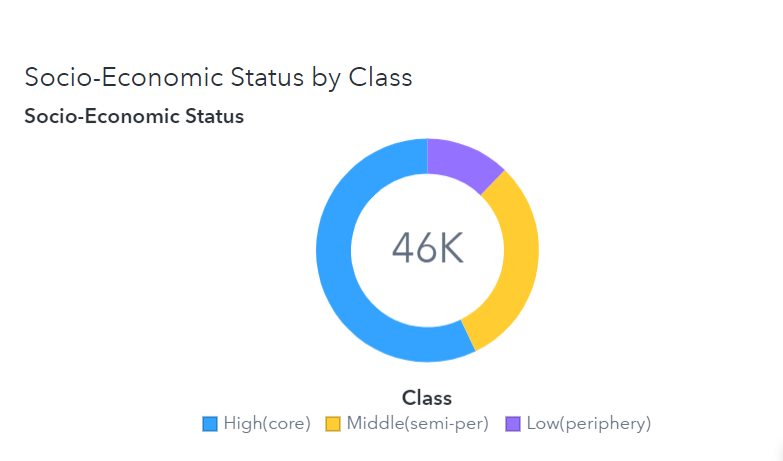 Socio-Economic Status by Class
Socio-Economic Status
46K
Class
High(core) Middle(semi-per) Low(periphery)